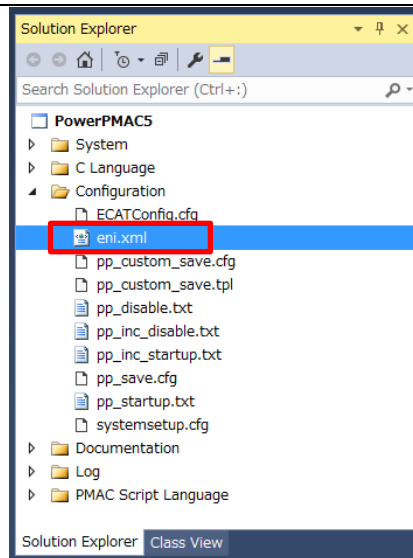 Solution Explorer
Search Solution Explorer (Ctrl+:)
PowerPMAC5
System
C Language
Configuration
ECATConfig.cfg
eni.xml
pp_custom_save.cfg
pp_custom_save.tpl
pp_disable.txt
pp_inc_disable.txt
pp_inc_startup.txt
pp_save.cfg
pp_startup.txt
systemsetup.cfg
Documentation
Log
PMAC Script Language
Solution Explorer Class View